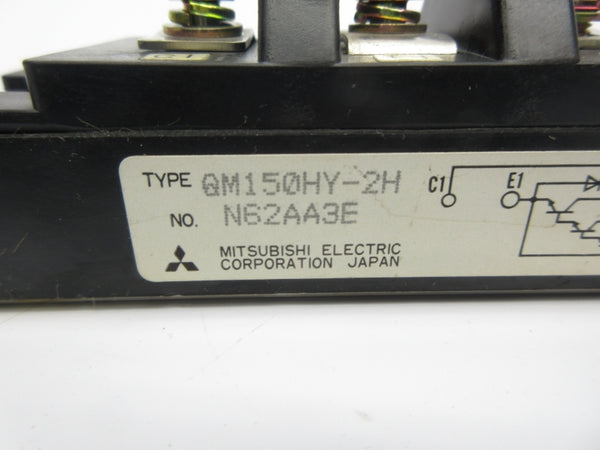 TYPE QM150HY-2H
NO. N62AA3E
MITSUBISHI ELECTRIC
CORPORATION JAPAN
C1 E1